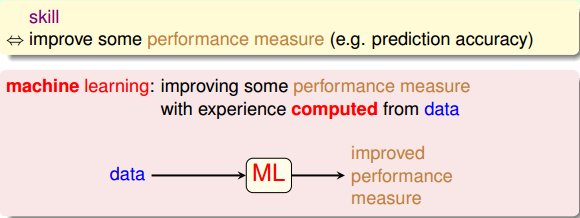 skill
⇔ improve some performance measure (e.g. prediction accuracy)
machine learning: improving some performance measure
with experience computed from data
data
ML
improved
performance
measure